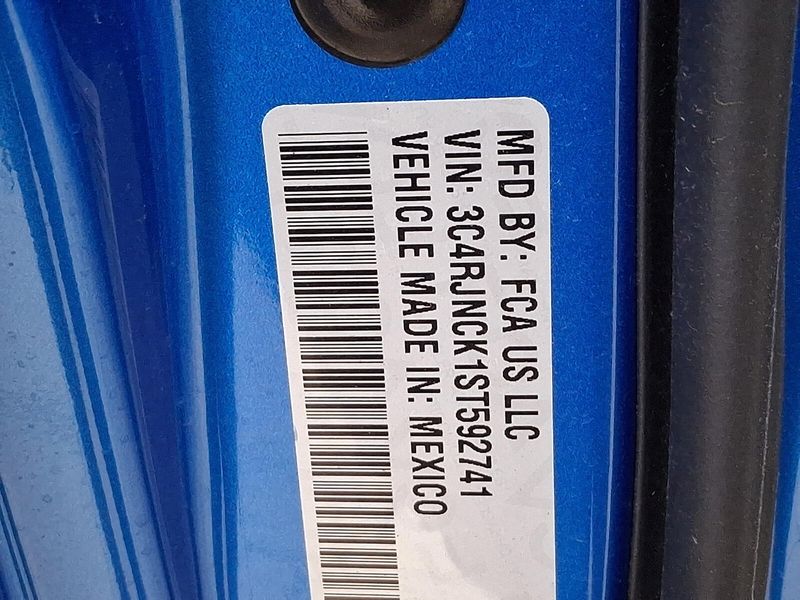 MFD BY: FCA US LLC
VIN: 3C4RJNCK1ST592741
VEHICLE MADE IN: MEXICO